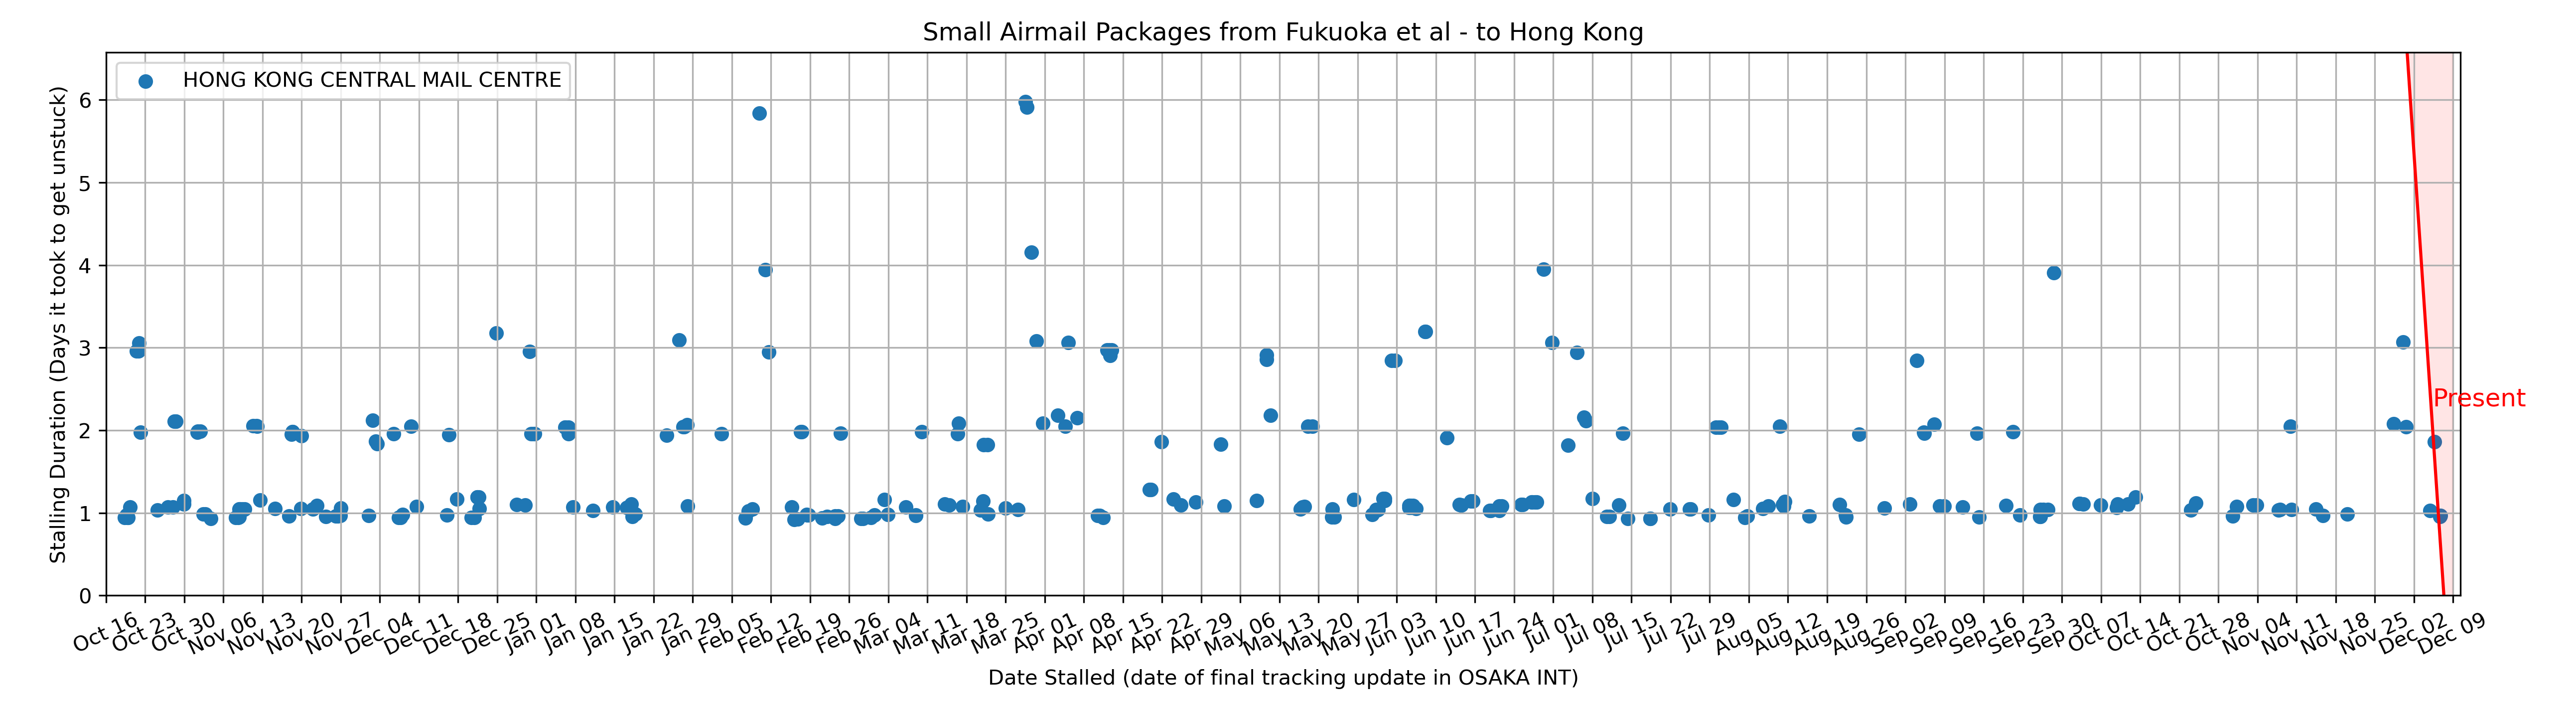 Small Airmail Packages from Fukuoka et al - to Hong Kong
HONG KONG CENTRAL MAIL CENTRE
Stalling Duration (Days it took to get unstuck)
6
5
4
3
2
1
0
Present
Oct 16
Oct 23
Oct 30
Nov 06
Nov 13
Nov 20
Nov 27
Dec 04
Dec 11
Dec 18
Dec 25
Jan 01
Jan 08
Jan 15
Jan 22
Jan 29
Feb 05
Feb 12
Feb 19
Feb 26
Mar 04
Mar 11
Mar 18
Mar 25
Apr 01
Apr 08
Apr 15
Apr 22
Apr 29
May 06
May 13
May 20
May 27
Jun 03
Jun 10
Jun 17
Jun 24
Jul 01
Jul 08
Jul 15
Jul 22
Jul 29
Aug 05
Aug 12
Aug 19
Aug 26
Sep 02
Sep 09
Sep 16
Sep 23
Sep 30
Oct 07
Oct 14
Oct 21
Oct 28
Nov 04
Nov 11
Nov 18
Nov 25
Dec 02
Dec 09
Date Stalled (date of final tracking update in OSAKA INT)